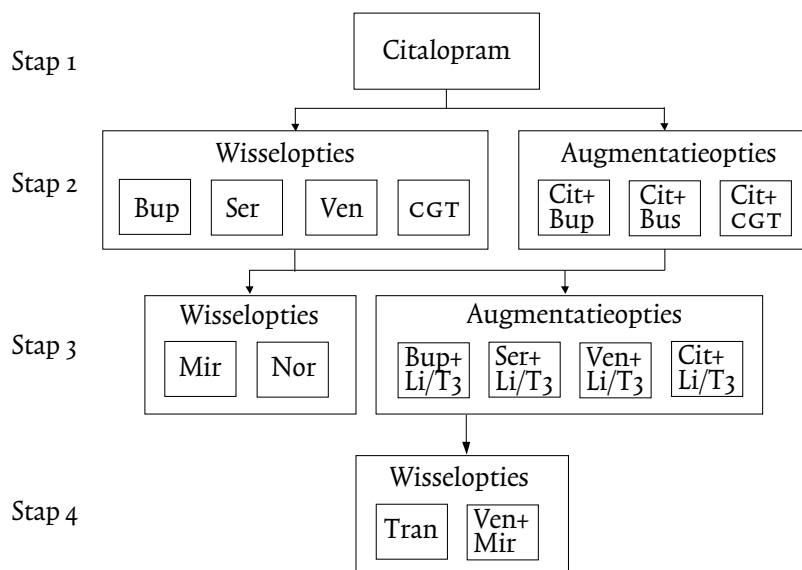 Stap 1
Citalopram
Stap 2
Wisselopties
Bup
Ser
Ven
CGT
Augmentatieopties
Cit+
Bup
Cit+
Bus
Cit+
CGT
Stap 3
Wisselopties
Mir
Nor
Augmentatieopties
Bup+
Li/T3
Ser+
Li/T3
Ven+
Li/T3
Cit+
Li/T3
Stap 4
Wisselopties
Tran
Ven+
Mir